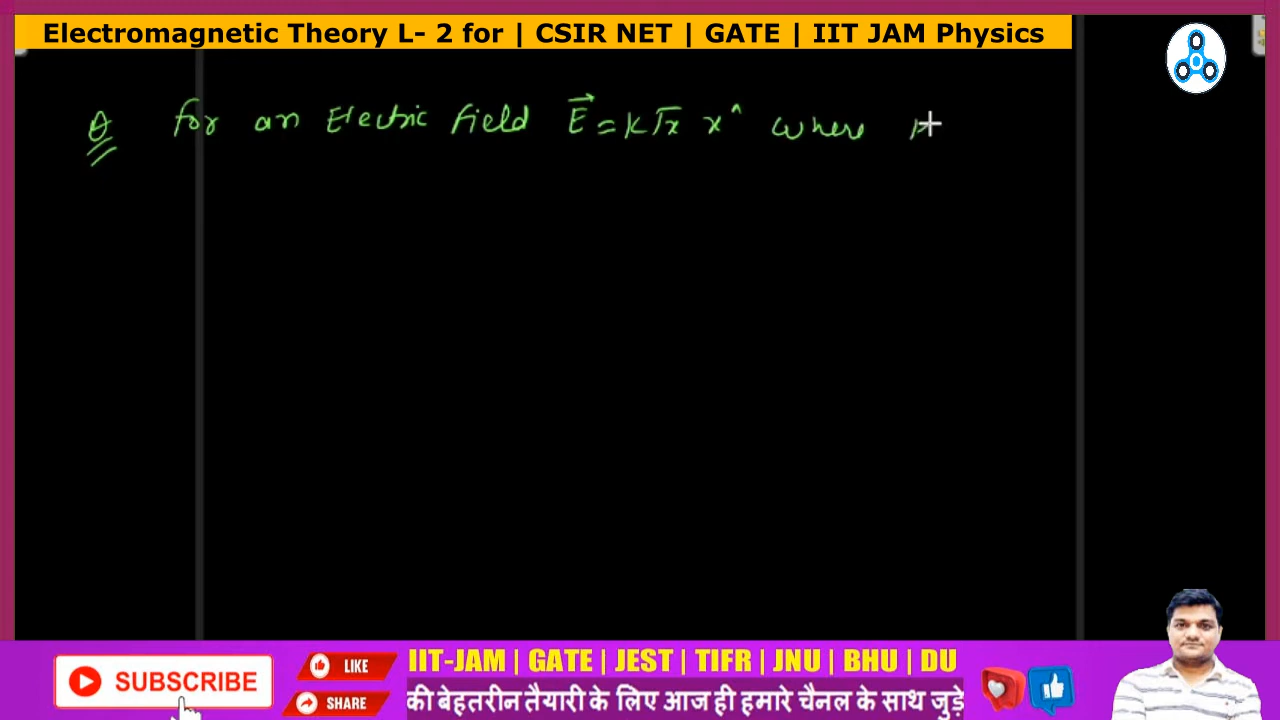 Electromagnetic Theory L- 2 for | CSIR NET | GATE | IIT JAM Physics
Q for an Electric field E⃗ = k√x x^ where
SUBSCRIBE
LIKE
SHARE
IIT-JAM | GATE | JEST | TIFR | JNU | BHU | DU
की बेहतरीन तैयारी के लिए आज ही हमारे चैनल के साथ जुड़े